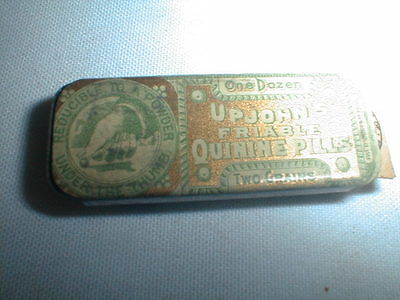 REDUCIBLE TO A POWDER
UNDER THE THUMB
One Dozen
UPJOHN'S
FRIABLE
QUININE PILLS
TWO GRAINS